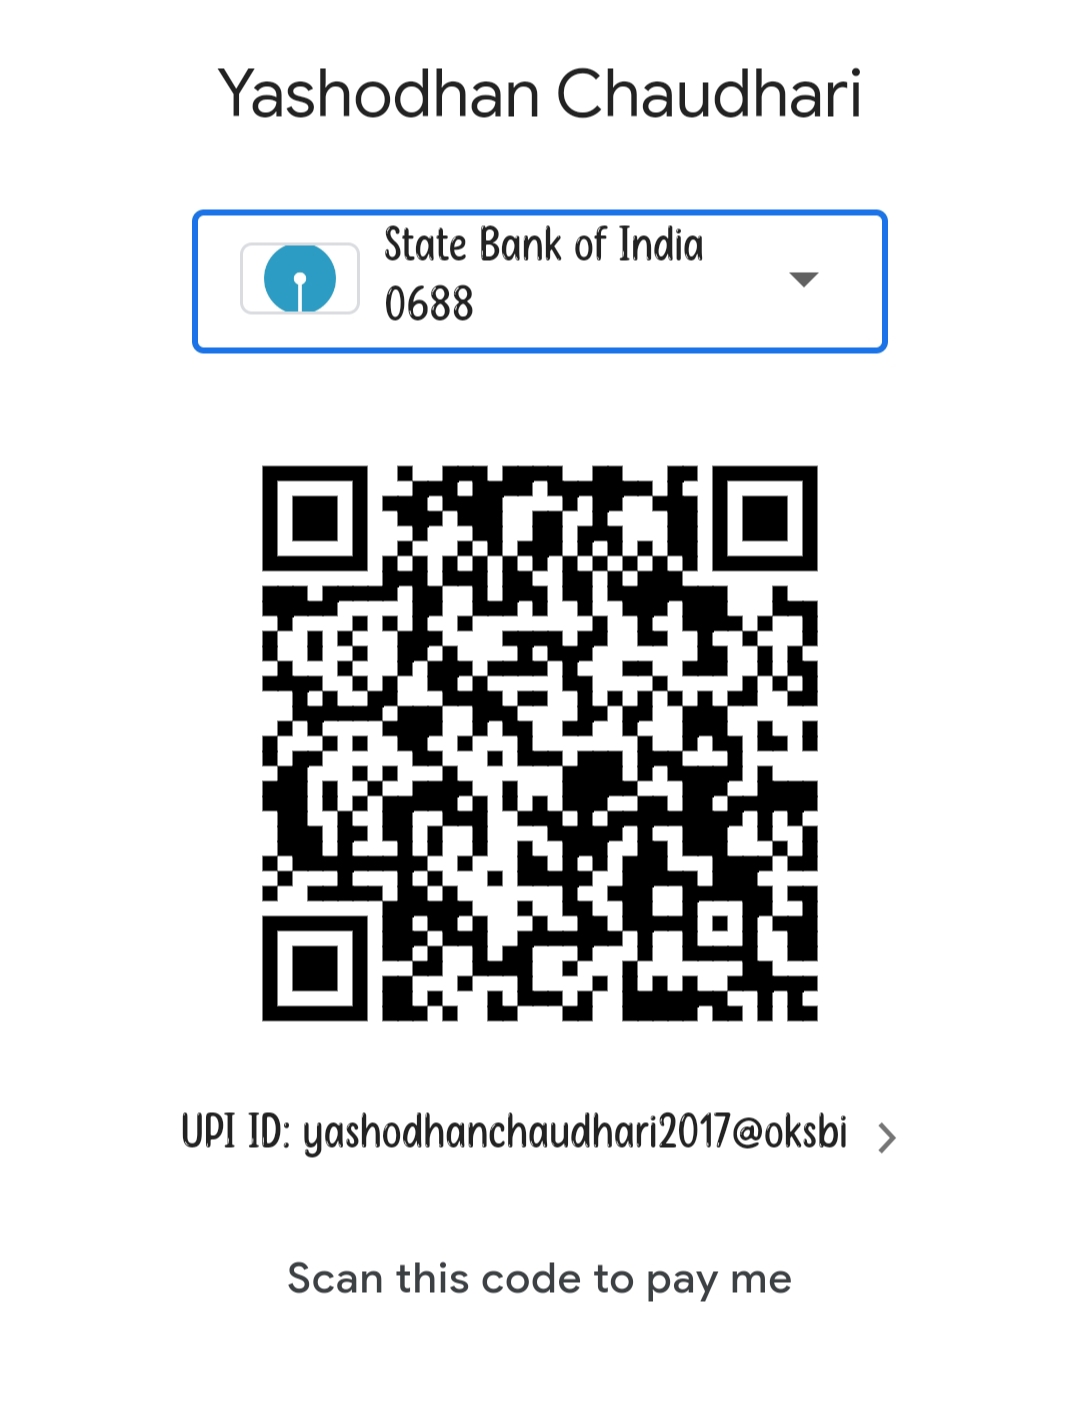 Yashodhan Chaudhari
State Bank of India
0688
UPI ID: yashodhanchaudhari2017@oksbi
Scan this code to pay me